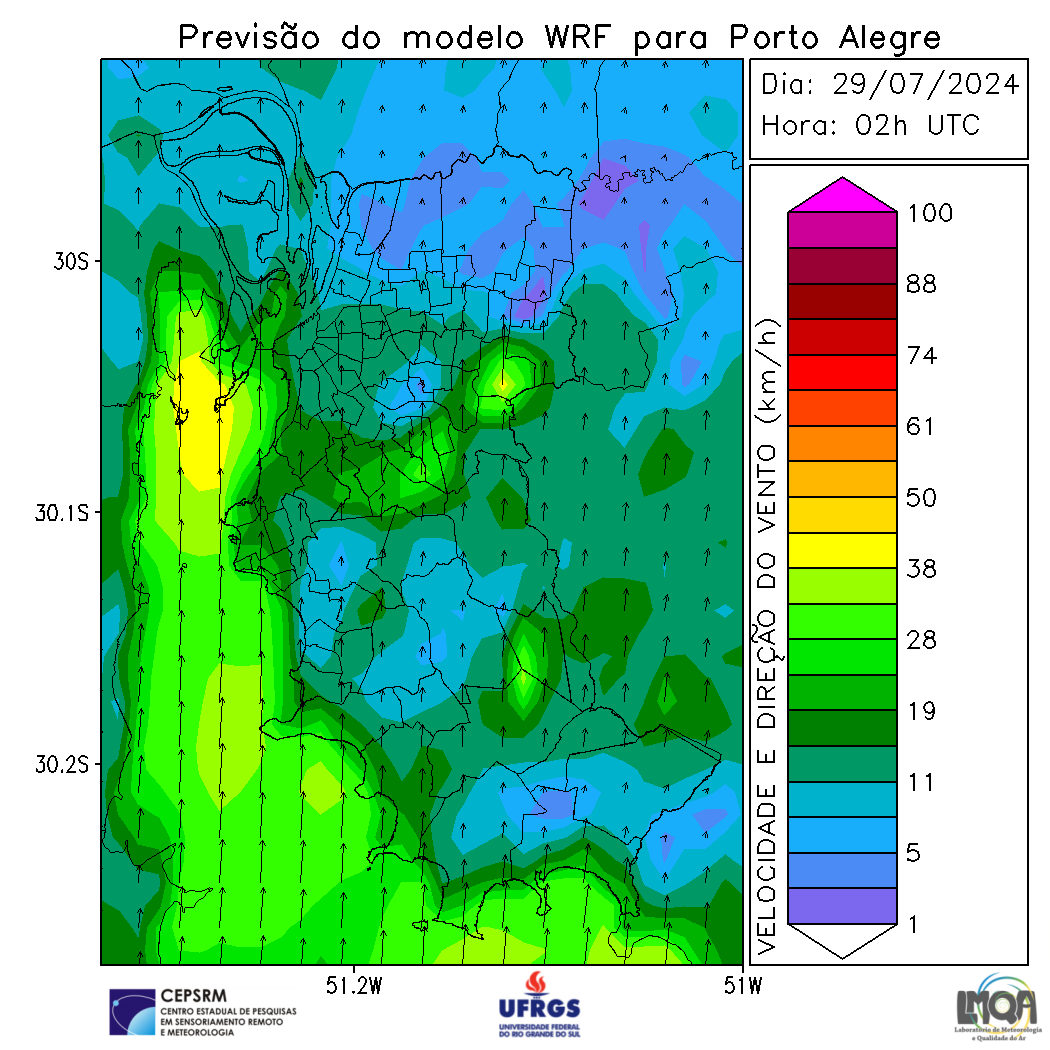 Previsão do modelo WRF para Porto Alegre
Dia: 29/07/2024
Hora: 02h UTC
30S
30.1S
30.2S
51.2W
51W
VELOCIDADE E DIREÇÃO DO VENTO (km/h)
100
88
74
61
50
38
28
19
11
5
1
CEPSRM
CENTRO ESTADUAL DE PESQUISAS
EM SENSORIAMENTO REMOTO
E METEOROLOGIA
UFRGS
UNIVERSIDADE FEDERAL
DO RIO GRANDE DO SUL
LMQA
Laboratório de Meteorologia
e Qualidade do Ar